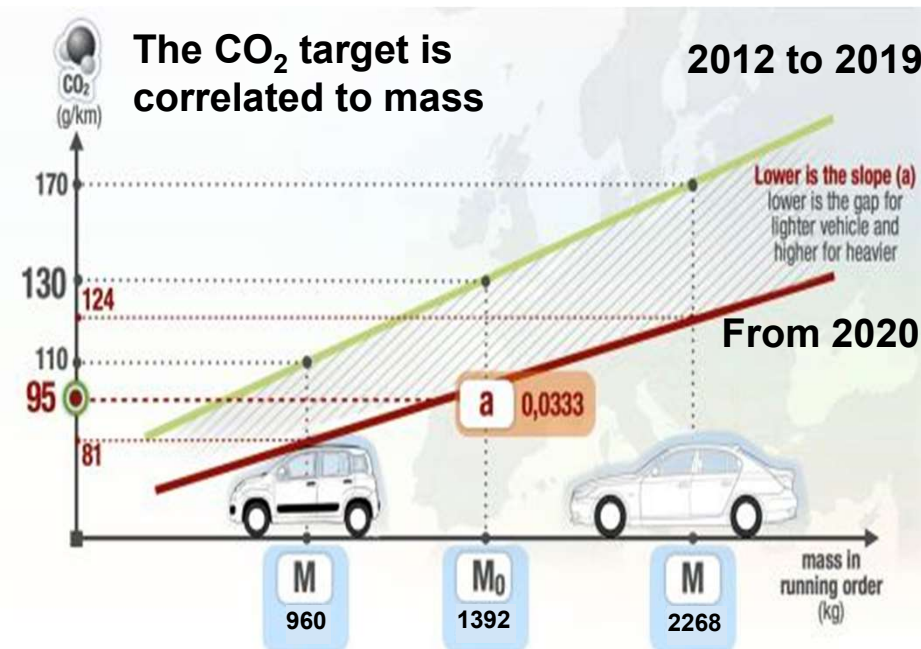 The CO₂ target is
correlated to mass
2012 to 2019
CO₂
(g/km)
170
130
124
110
95
81
Lower is the slope (a)
lower is the gap for
lighter vehicle and
higher for heavier
From 2020
a 0,0333
M
960
M₀
1392
M
2268
mass in
running order
(kg)